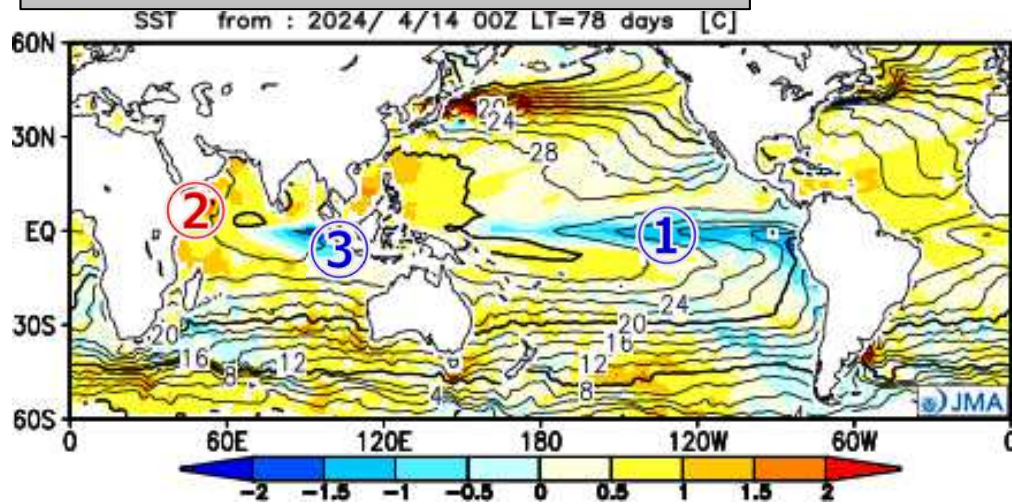 SST from : 2024/ 4/14 00Z LT=78 days [C]
60N
30N
EQ
30S
60S
20
24
28
②
③
①
24
20
16
12
8
20
16
12
8
4
4
JMA
0 60E 120E 180 120W 60W 0
-2 -1.5 -1 -0.5 0 0.5 1 1.5 2